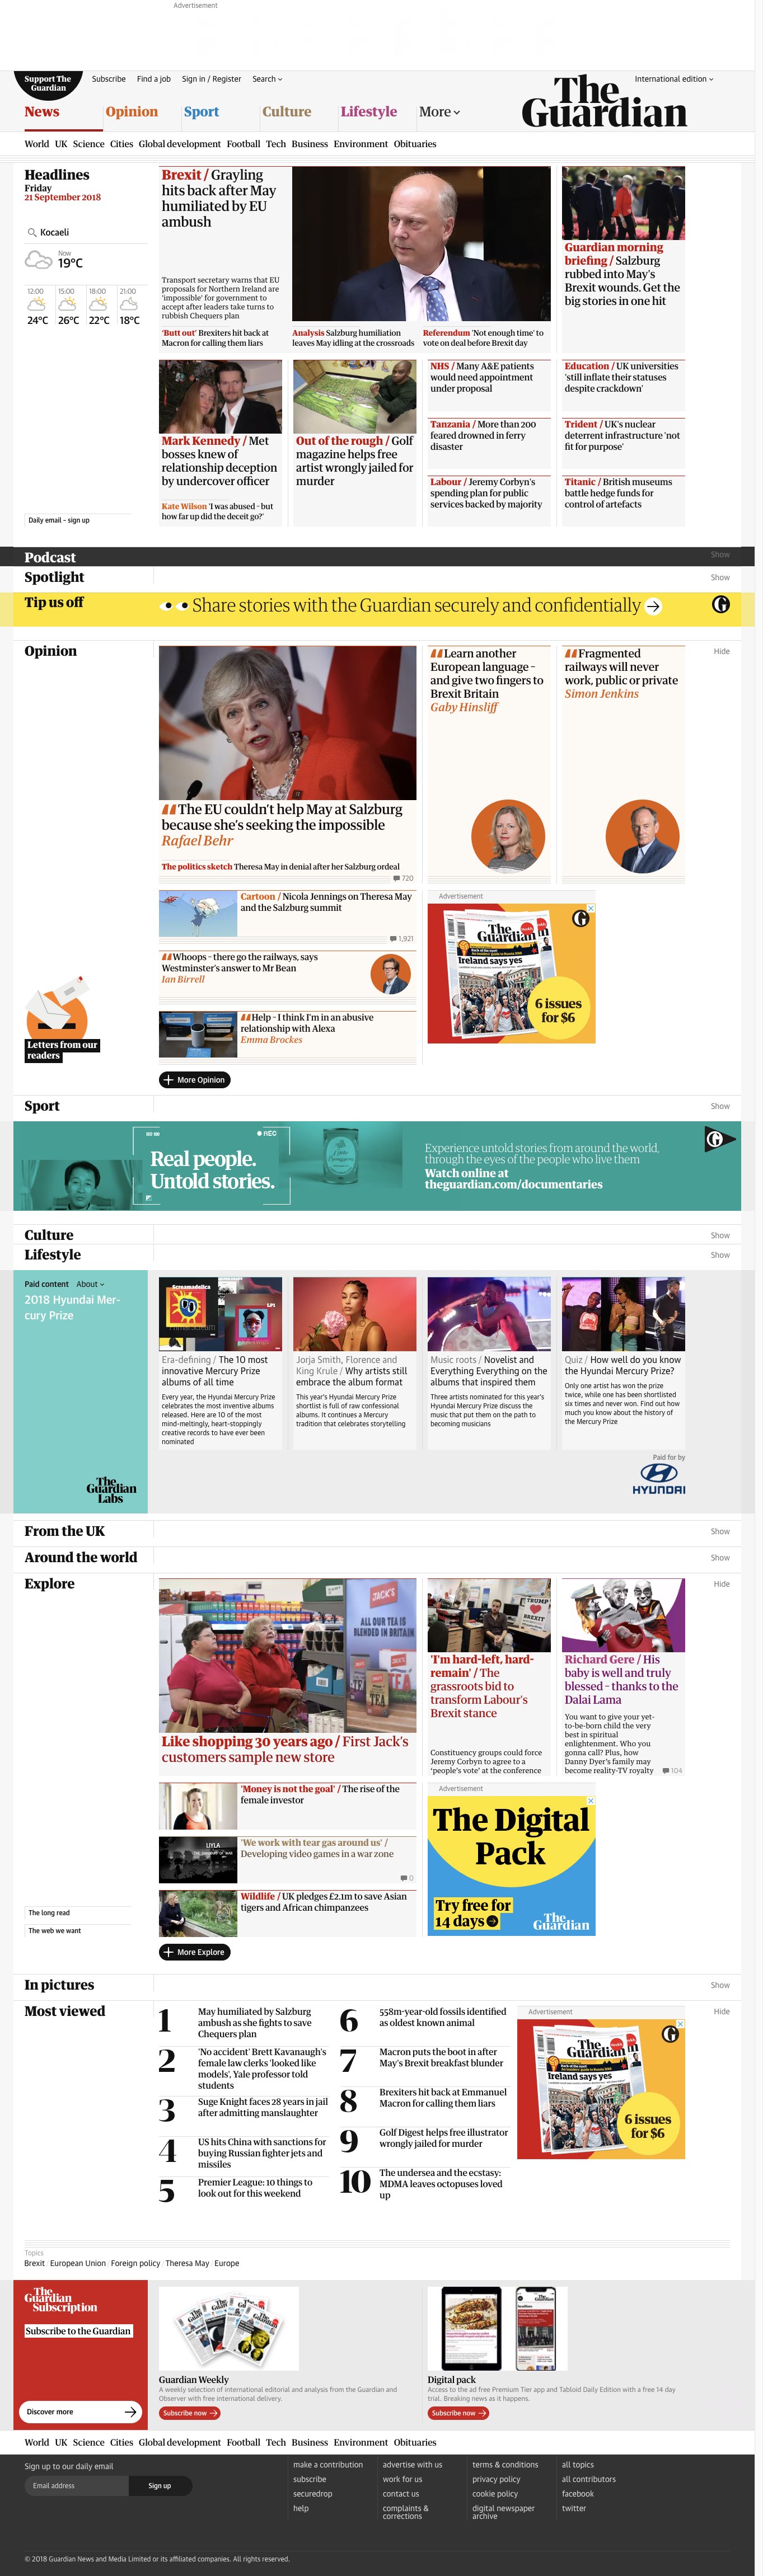 Advertisement
Support The
Guardian
Subscribe
Find a job
Sign in / Register
Search
International edition
The
Guardian
News
Opinion
Sport
Culture
Lifestyle
More
World UK Science Cities Global development Football Tech Business Environment Obituaries
Headlines
Friday
21 September 2018
Kocaeli
Now
19°C
12:00 15:00 18:00 21:00
24°C 26°C 22°C 18°C
Daily email – sign up
Brexit / Grayling
hits back after May
humiliated by EU
ambush
Transport secretary warns that EU
proposals for Northern Ireland are
'impossible' for government to
accept after leaders take turns to
rubbish Chequers plan
'Butt out' Brexiters hit back at
Macron for calling them liars
Analysis Salzburg humiliation
leaves May idling at the crossroads
Referendum 'Not enough time' to
vote on deal before Brexit day
Guardian morning
briefing / Salzburg
rubbed into May's
Brexit wounds. Get the
big stories in one hit
Mark Kennedy / Met
bosses knew of
relationship deception
by undercover officer
Kate Wilson 'I was abused – but
how far up did the deceit go?'
Out of the rough / Golf
magazine helps free
artist wrongly jailed for
murder
NHS / Many A&E patients
would need appointment
under proposal
Tanzania / More than 200
feared drowned in ferry
disaster
Labour / Jeremy Corbyn's
spending plan for public
services backed by majority
Education / UK universities
'still inflate their statuses
despite crackdown'
Trident / UK's nuclear
deterrent infrastructure 'not
fit for purpose'
Titanic / British museums
battle hedge funds for
control of artefacts
Podcast
Show
Spotlight
Show
Tip us off
Share stories with the Guardian securely and confidentially
Opinion
Hide
The EU couldn't help May at Salzburg
because she's seeking the impossible
Rafael Behr
The politics sketch Theresa May in denial after her Salzburg ordeal
720
Learn another
European language –
and give two fingers to
Brexit Britain
Gaby Hinsliff
Fragmented
railways will never
work, public or private
Simon Jenkins
Cartoon / Nicola Jennings on Theresa May
and the Salzburg summit
1,921
Whoops – there go the railways, says
Westminster's answer to Mr Bean
Ian Birrell
Help – I think I'm in an abusive
relationship with Alexa
Emma Brockes
Advertisement
The
Guardian
Weekly
Ireland says yes
6 issues
for $6
Letters from our
readers
More Opinion
Sport
Show
REC
Real people.
Untold stories.
Experience untold stories from around the world,
through the eyes of the people who live them
Watch online at
theguardian.com/documentaries
Culture
Show
Lifestyle
Show
Paid content About
2018 Hyundai Mer-
cury Prize
The
Guardian
Labs
Screamadelica
Era-defining / The 10 most
innovative Mercury Prize
albums of all time
Every year, the Hyundai Mercury Prize
celebrates the most inventive albums
released. Here are 10 of the most
mind-meltingly, heart-stoppingly
creative records to have ever been
nominated
Jorja Smith, Florence and
King Krule / Why artists still
embrace the album format
This year's Hyundai Mercury Prize
shortlist is full of raw confessional
albums. It continues a Mercury
tradition that celebrates storytelling
Music roots / Novelist and
Everything Everything on the
albums that inspired them
Three artists nominated for this year's
Hyundai Mercury Prize discuss the
music that put them on the path to
becoming musicians
Quiz / How well do you know
the Hyundai Mercury Prize?
Only one artist has won the prize
twice, while one has been shortlisted
six times and never won. Find out how
much you know about the history of
the Mercury Prize
Paid for by
HYUNDAI
From the UK
Show
Around the world
Show
Explore
Hide
JACK'S
ALL OUR TEA IS
BLENDED IN BRITAIN
TEA
Like shopping 30 years ago / First Jack's
customers sample new store
TRUMP
BREXIT
'I'm hard-left, hard-
remain' / The
grassroots bid to
transform Labour's
Brexit stance
Constituency groups could force
Jeremy Corbyn to agree to a
'people's vote' at the conference
Richard Gere / His
baby is well and truly
blessed – thanks to the
Dalai Lama
You want to give your yet-
to-be-born child the very
best in spiritual
enlightenment. Who you
gonna call? Plus, how
Danny Dyer's family may
become reality-TV royalty
104
'Money is not the goal' / The rise of the
female investor
LIYLA
'We work with tear gas around us' /
Developing video games in a war zone
0
Wildlife / UK pledges £2.1m to save Asian
tigers and African chimpanzees
Advertisement
The Digital
Pack
Try free for
14 days
The
Guardian
The long read
The web we want
More Explore
In pictures
Show
Most viewed
Hide
1 May humiliated by Salzburg
ambush as she fights to save
Chequers plan
2 'No accident' Brett Kavanaugh's
female law clerks 'looked like
models', Yale professor told
students
3 Suge Knight faces 28 years in jail
after admitting manslaughter
4 US hits China with sanctions for
buying Russian fighter jets and
missiles
5 Premier League: 10 things to
look out for this weekend
6 558m-year-old fossils identified
as oldest known animal
7 Macron puts the boot in after
May's Brexit breakfast blunder
8 Brexiters hit back at Emmanuel
Macron for calling them liars
9 Golf Digest helps free illustrator
wrongly jailed for murder
10 The undersea and the ecstasy:
MDMA leaves octopuses loved
up
Advertisement
The
Guardian
Weekly
Ireland says yes
6 issues
for $6
Topics
Brexit European Union Foreign policy Theresa May Europe
The
Guardian
Subscription
Subscribe to the Guardian
Discover more
Guardian Weekly
A weekly selection of international editorial and analysis from the Guardian and
Observer with free international delivery.
Subscribe now
Digital pack
Access to the ad free Premium Tier app and Tabloid Daily Edition with a free 14 day
trial. Breaking news as it happens.
Subscribe now
World UK Science Cities Global development Football Tech Business Environment Obituaries
Sign up to our daily email
Email address
Sign up
make a contribution
subscribe
securedrop
help
advertise with us
work for us
contact us
complaints &
corrections
terms & conditions
privacy policy
cookie policy
digital newspaper
archive
all topics
all contributors
facebook
twitter
© 2018 Guardian News and Media Limited or its affiliated companies. All rights reserved.